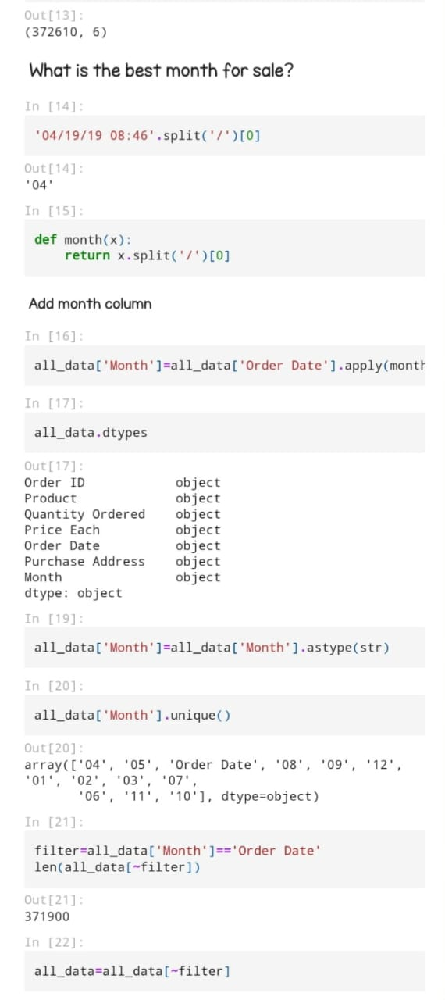 Out[13]:
(372610, 6)
What is the best month for sale?
In [14]:
'04/19/19 08:46'.split('/')[0]
Out[14]:
'04'
In [15]:
def month(x):
    return x.split('/')[0]
Add month column
In [16]:
all_data['Month']=all_data['Order Date'].apply(month
In [17]:
all_data.dtypes
Out[17]:
Order ID            object
Product             object
Quantity Ordered    object
Price Each          object
Order Date          object
Purchase Address    object
Month               object
dtype: object
In [19]:
all_data['Month']=all_data['Month'].astype(str)
In [20]:
all_data['Month'].unique()
Out[20]:
array(['04', '05', 'Order Date', '08', '09', '12',
'01', '02', '03', '07',
       '06', '11', '10'], dtype=object)
In [21]:
filter=all_data['Month']=='Order Date'
len(all_data[~filter])
Out[21]:
371900
In [22]:
all_data=all_data[~filter]